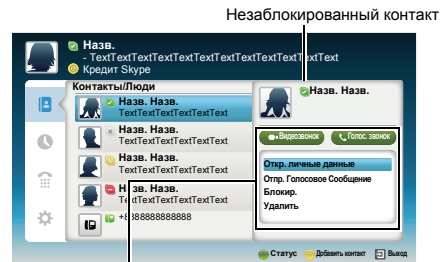 Незаблокированный контакт
Назв.
- TextTextTextTextTextTextTextTextTextText
Кредит Skype
Контакты/Люди
Назв. Назв.
TextTextTextTextText
Назв. Назв.
TextTextTextTextText
Назв. Назв.
TextTextTextTextText
Назв. Назв.
TextTextTextTextText
+8888888888888
Назв. Назв.
Видеозвонок
Голос. звонок
Откр. личные данные
Отпр. Голосовое Сообщение
Блокир.
Удалить
Статус
Добавить контакт
Выход